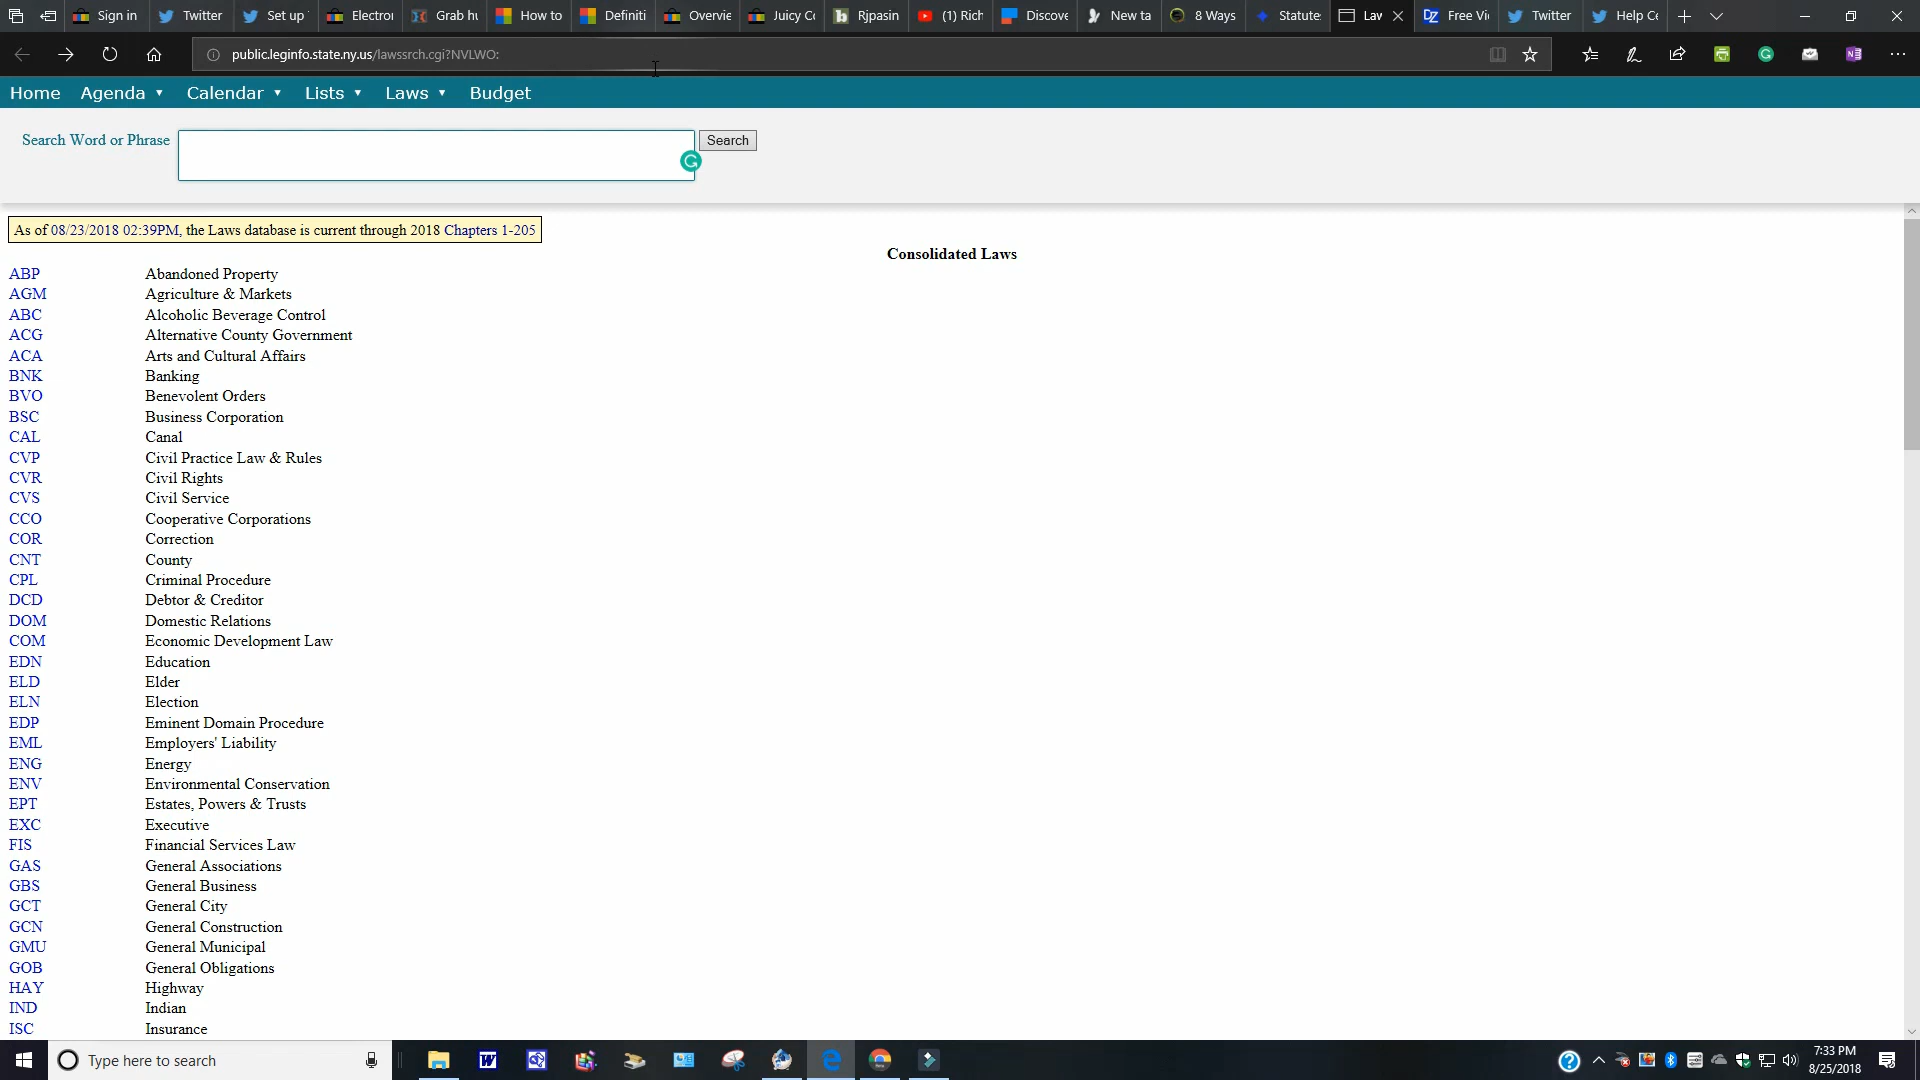 Sign in
Twitter
Set up
Electror
Grab hu
How to
Definiti
Overvie
Juicy Co
Rjpasin
(1) Rich
Discove
New ta
8 Ways
Statute:
Law
Free Vi
Twitter
Help Ce
public.leginfo.state.ny.us/lawssrch.cgi?NVLWO:
Home Agenda Calendar Lists Laws Budget
Search Word or Phrase Search
As of 08/23/2018 02:39PM, the Laws database is current through 2018 Chapters 1-205
Consolidated Laws
ABP Abandoned Property
AGM Agriculture & Markets
ABC Alcoholic Beverage Control
ACG Alternative County Government
ACA Arts and Cultural Affairs
BNK Banking
BVO Benevolent Orders
BSC Business Corporation
CAL Canal
CVP Civil Practice Law & Rules
CVR Civil Rights
CVS Civil Service
CCO Cooperative Corporations
COR Correction
CNT County
CPL Criminal Procedure
DCD Debtor & Creditor
DOM Domestic Relations
COM Economic Development Law
EDN Education
ELD Elder
ELN Election
EDP Eminent Domain Procedure
EML Employers' Liability
ENG Energy
ENV Environmental Conservation
EPT Estates, Powers & Trusts
EXC Executive
FIS Financial Services Law
GAS General Associations
GBS General Business
GCT General City
GCN General Construction
GMU General Municipal
GOB General Obligations
HAY Highway
IND Indian
ISC Insurance
Type here to search
7:33 PM
8/25/2018